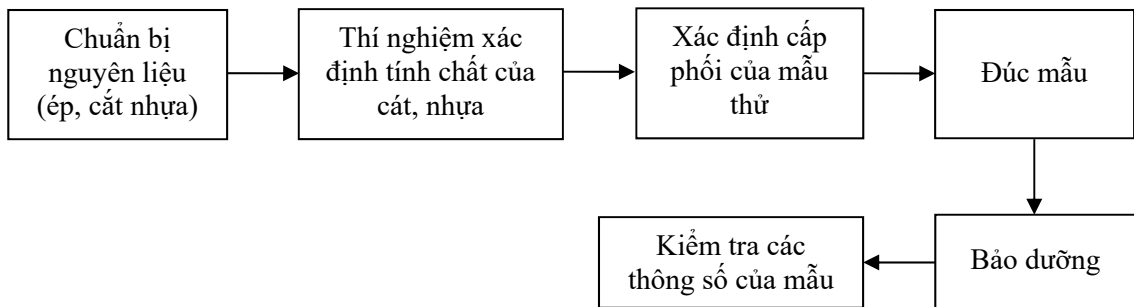 Chuẩn bị
nguyên liệu
(ép, cắt nhựa)
Thí nghiệm xác
định tính chất của
cát, nhựa
Xác định cấp
phối của mẫu
thử
Đúc mẫu
Bảo dưỡng
Kiểm tra các
thông số của mẫu